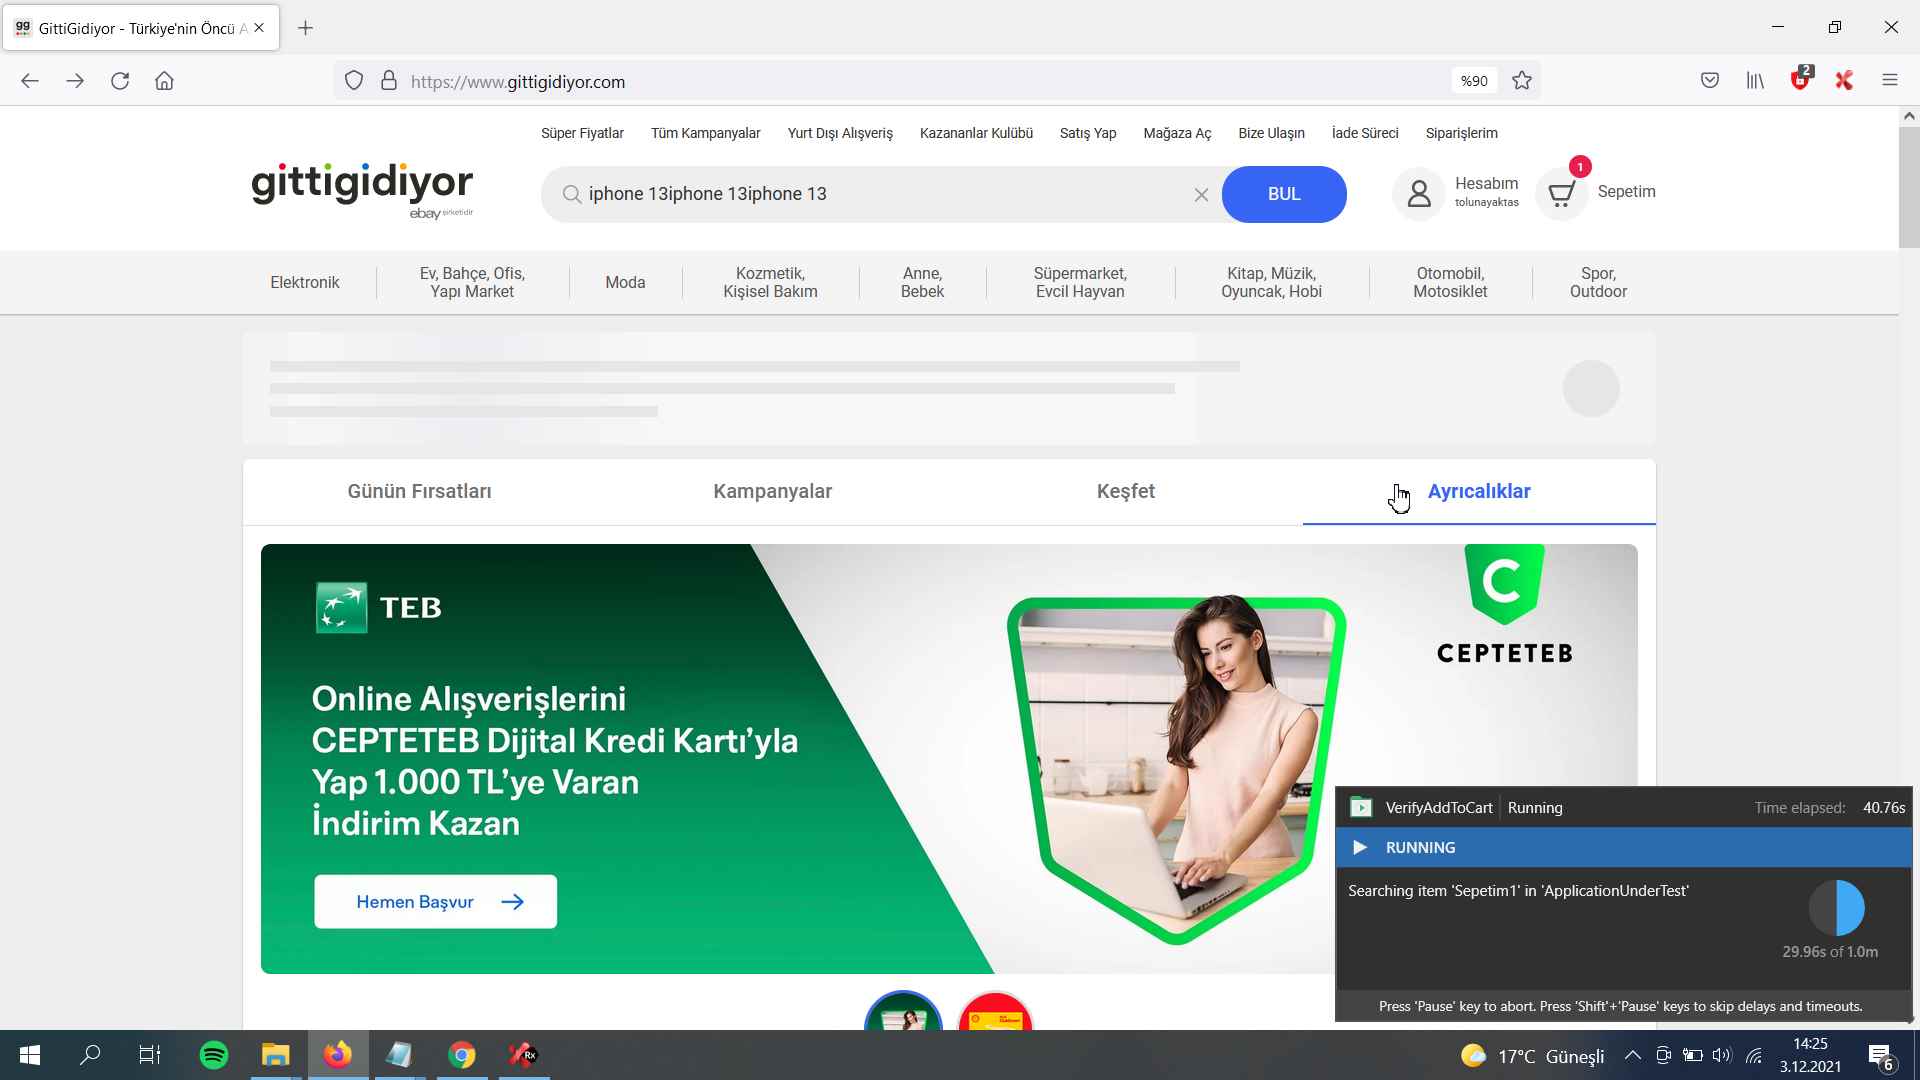 GittiGidiyor - Türkiye'nin Öncü A
https://www.gittigidiyor.com
%90
2
Süper Fiyatlar
Tüm Kampanyalar
Yurt Dışı Alışveriş
Kazananlar Kulübü
Satış Yap
Mağaza Aç
Bize Ulaşın
İade Süreci
Siparişlerim
gittigidiyor
ebay şirketidir
iphone 13iphone 13iphone 13
BUL
Hesabım
tolunayaktas
1
Sepetim
Elektronik
Ev, Bahçe, Ofis,
Yapı Market
Moda
Kozmetik,
Kişisel Bakım
Anne,
Bebek
Süpermarket,
Evcil Hayvan
Kitap, Müzik,
Oyuncak, Hobi
Otomobil,
Motosiklet
Spor,
Outdoor
Günün Fırsatları
Kampanyalar
Keşfet
Ayrıcalıklar
TEB
Online Alışverişlerini
CEPTETEB Dijital Kredi Kartı'yla
Yap 1.000 TL'ye Varan
İndirim Kazan
Hemen Başvur
C
CEPTETEB
VerifyAddToCart
Running
Time elapsed: 40.76s
RUNNING
Searching item 'Sepetim1' in 'ApplicationUnderTest'
29.96s of 1.0m
Press 'Pause' key to abort. Press 'Shift'+'Pause' keys to skip delays and timeouts.
Rx
17°C Güneşli
14:25
3.12.2021
6